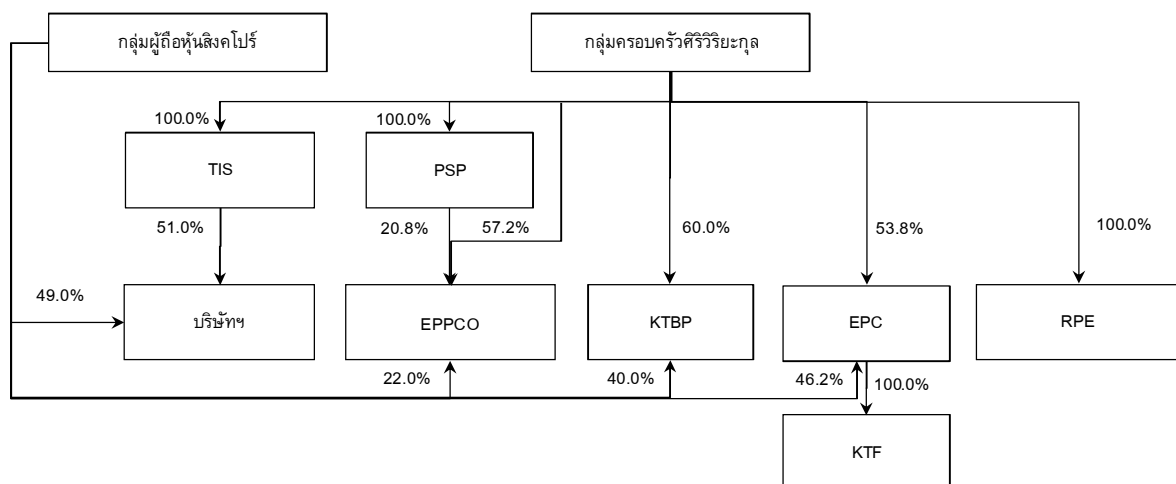 กลุ่มผู้ถือหุ้นสิงคโปร์
กลุ่มครอบครัวศิริวิริยะกุล
100.0%
100.0%
TIS
PSP
51.0%
20.8%
57.2%
60.0%
53.8%
100.0%
49.0%
บริษัทฯ
EPPCO
KTBP
EPC
RPE
22.0%
40.0%
46.2%
100.0%
KTF